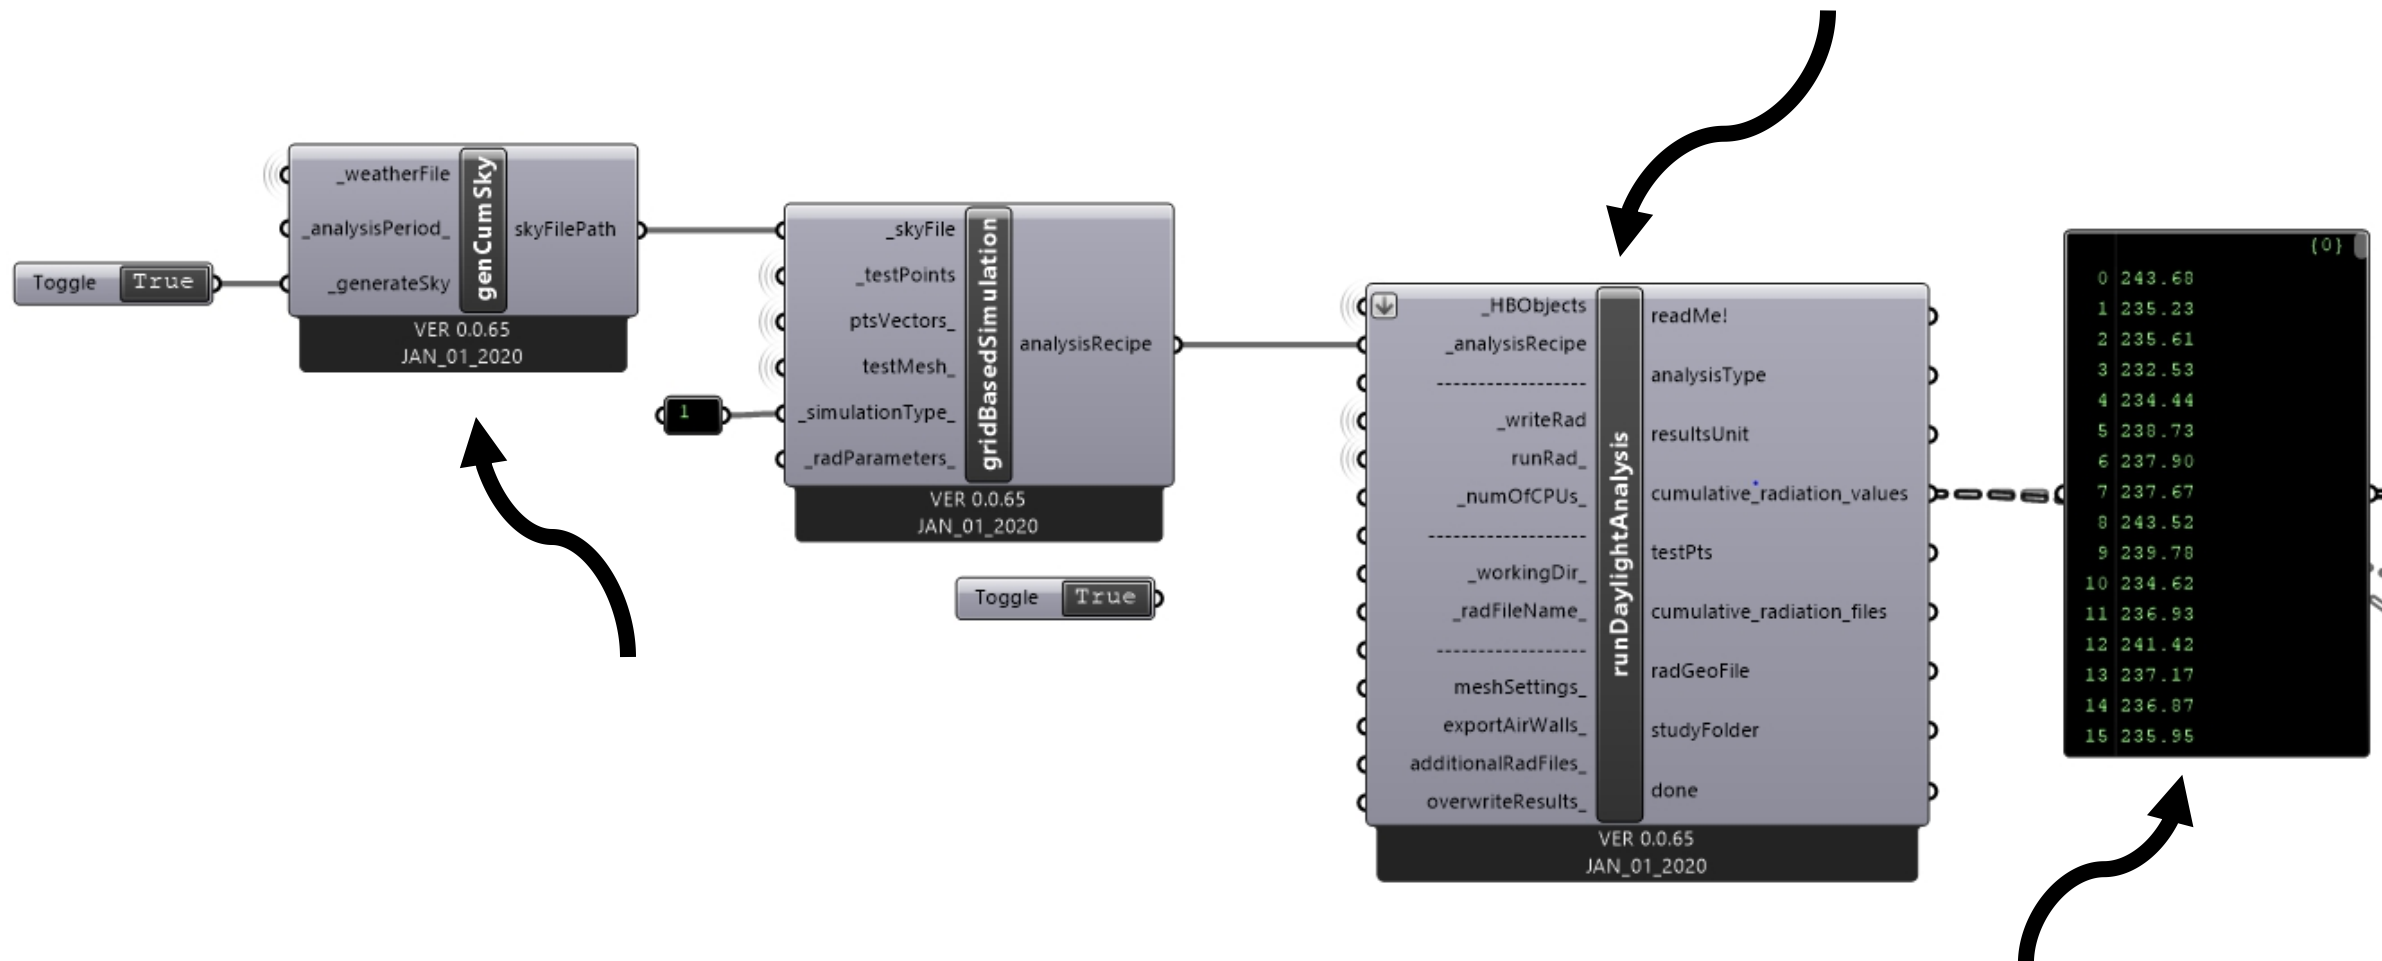 Toggle True
_weatherFile
_analysisPeriod_
_generateSky
genCumSky
skyFilePath
VER 0.0.65
JAN_01_2020
1
_skyFile
_testPoints
ptsVectors_
testMesh_
_simulationType_
_radParameters_
gridBasedSimulation
analysisRecipe
VER 0.0.65
JAN_01_2020
Toggle True
_HBObjects
_analysisRecipe
------------------
_writeRad
runRad_
_numOfCPUs_
-------------------
_workingDir_
_radFileName_
------------------
meshSettings_
exportAirWalls_
additionalRadFiles_
overwriteResults_
runDaylightAnalysis
readMe!
analysisType
resultsUnit
cumulative_radiation_values
testPts
cumulative_radiation_files
radGeoFile
studyFolder
done
VER 0.0.65
JAN_01_2020
{0}
0 243.68
1 235.23
2 235.61
3 232.53
4 234.44
5 238.73
6 237.90
7 237.67
8 243.52
9 239.78
10 234.62
11 236.93
12 241.42
13 237.17
14 236.87
15 235.95